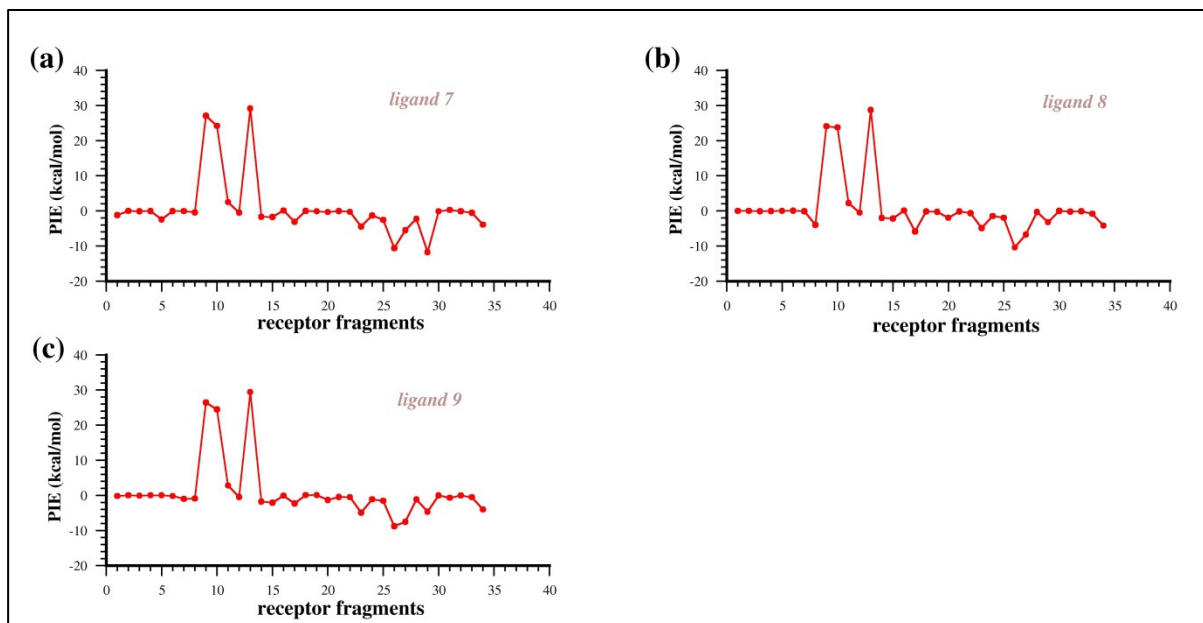 (a)
ligand 7
PIE (kcal/mol)
40
30
20
10
0
-10
-20
0 5 10 15 20 25 30 35 40
receptor fragments
(b)
ligand 8
PIE (kcal/mol)
40
30
20
10
0
-10
-20
0 5 10 15 20 25 30 35 40
receptor fragments
(c)
ligand 9
PIE (kcal/mol)
40
30
20
10
0
-10
-20
0 5 10 15 20 25 30 35 40
receptor fragments